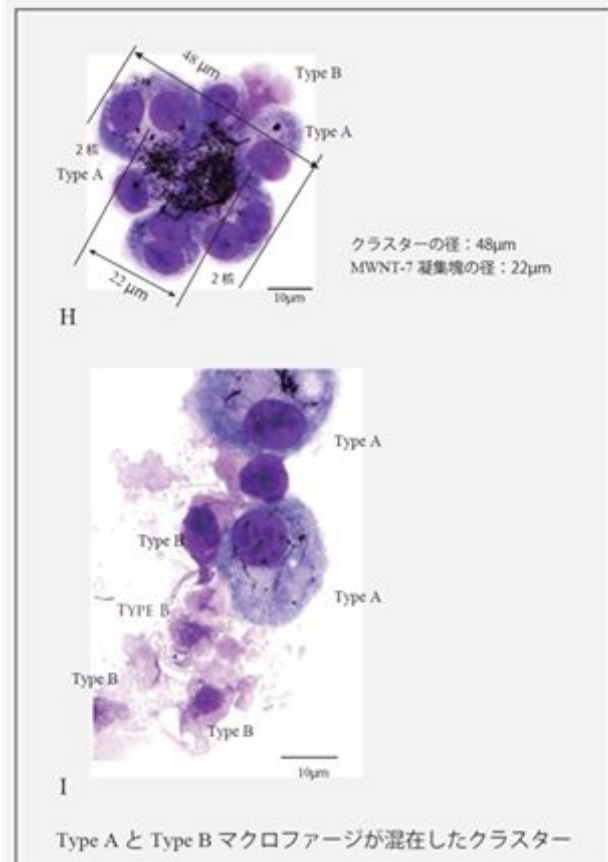 48 μm
Type B
Type A
2核
Type A
クラスターの径：48μm
MWNT-7 凝集塊の径：22μm
22 μm
2核
10μm
H
Type A
Type B
Type A
TYPE B
Type B
Type B
10μm
I
Type A と Type B マクロファージが混在したクラスター